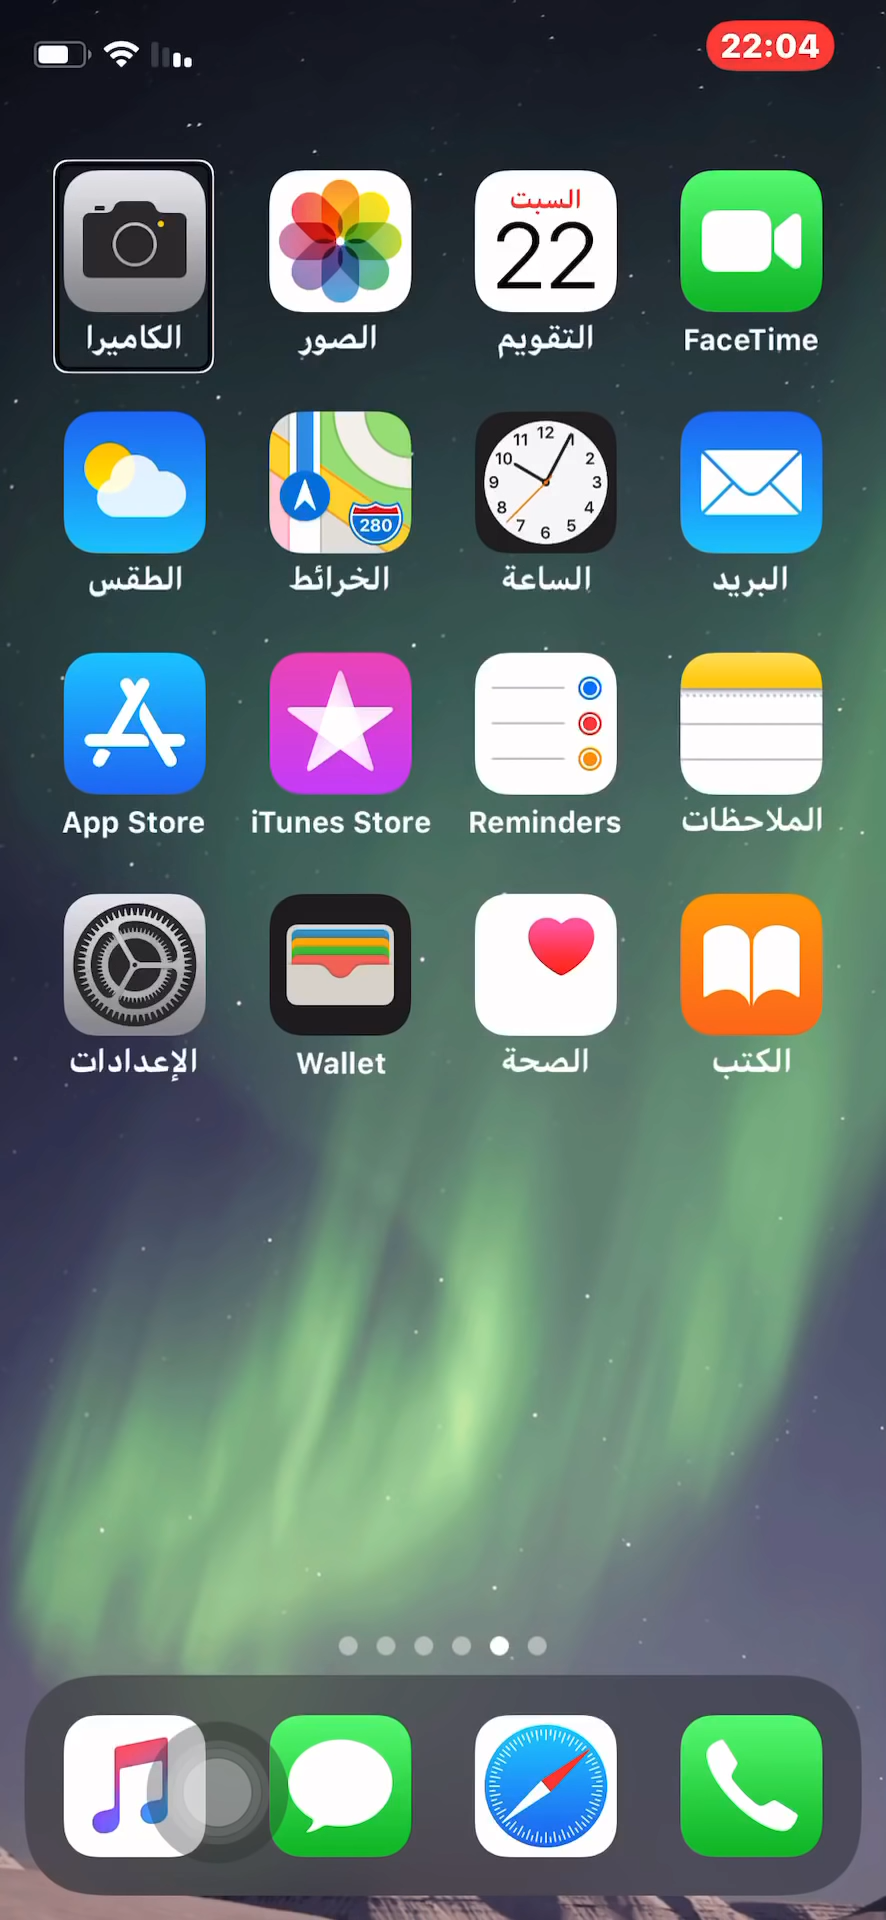 22:04
السبت
22
FaceTime
التقويم
الصور
الكاميرا
12
11
1
10
2
9
3
8
4
7
5
6
280
البريد
الساعة
الخرائط
الطقس
الملاحظات
Reminders
iTunes Store
App Store
الكتب
الصحة
Wallet
الإعدادات